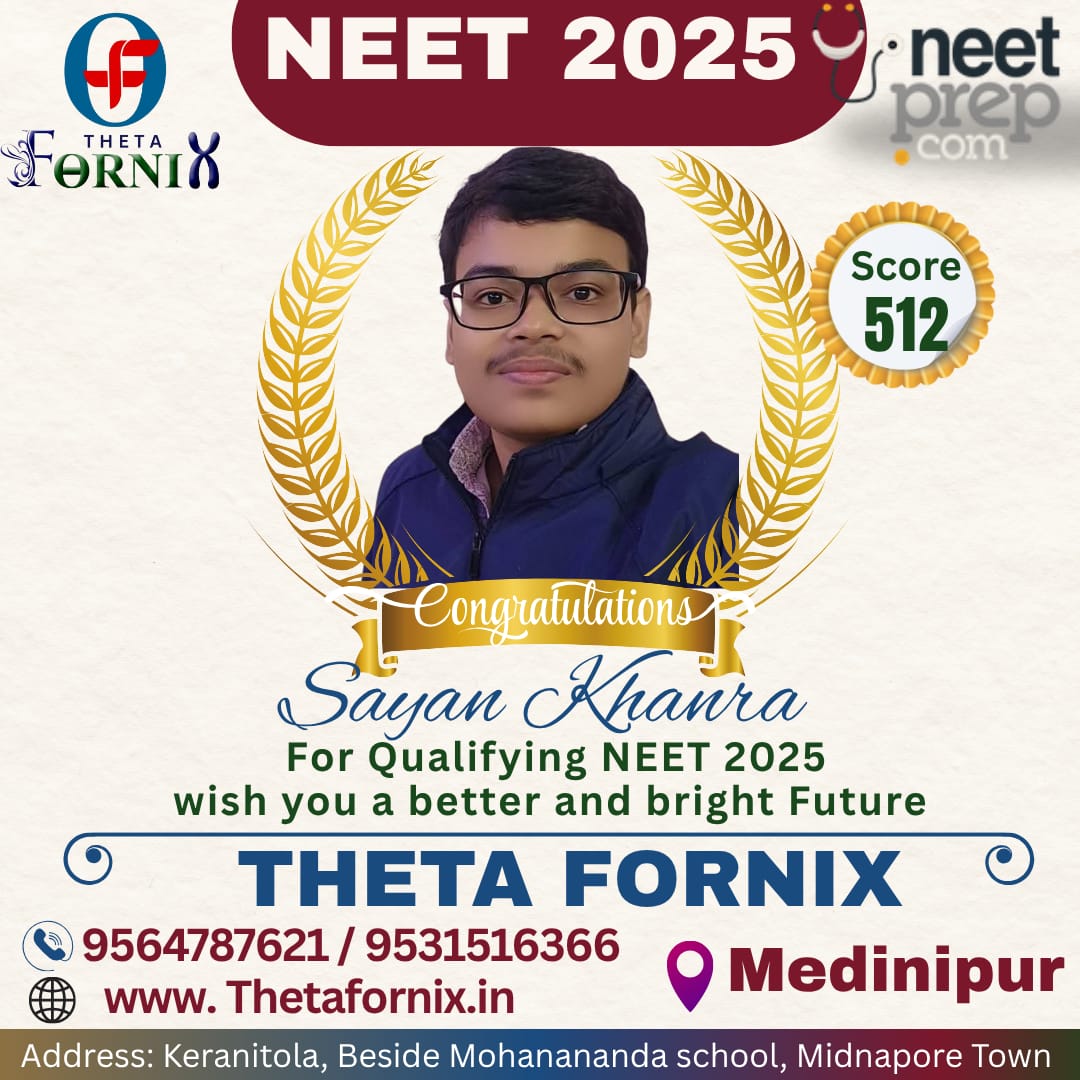 NEET 2025
THETA
FORNIX
neet
prep
.com
Score
512
Congratulations
Sayan Khanra
For Qualifying NEET 2025
wish you a better and bright Future
THETA FORNIX
9564787621 / 9531516366
www. Thetafornix.in
Medinipur
Address: Keranitola, Beside Mohanananda school, Midnapore Town